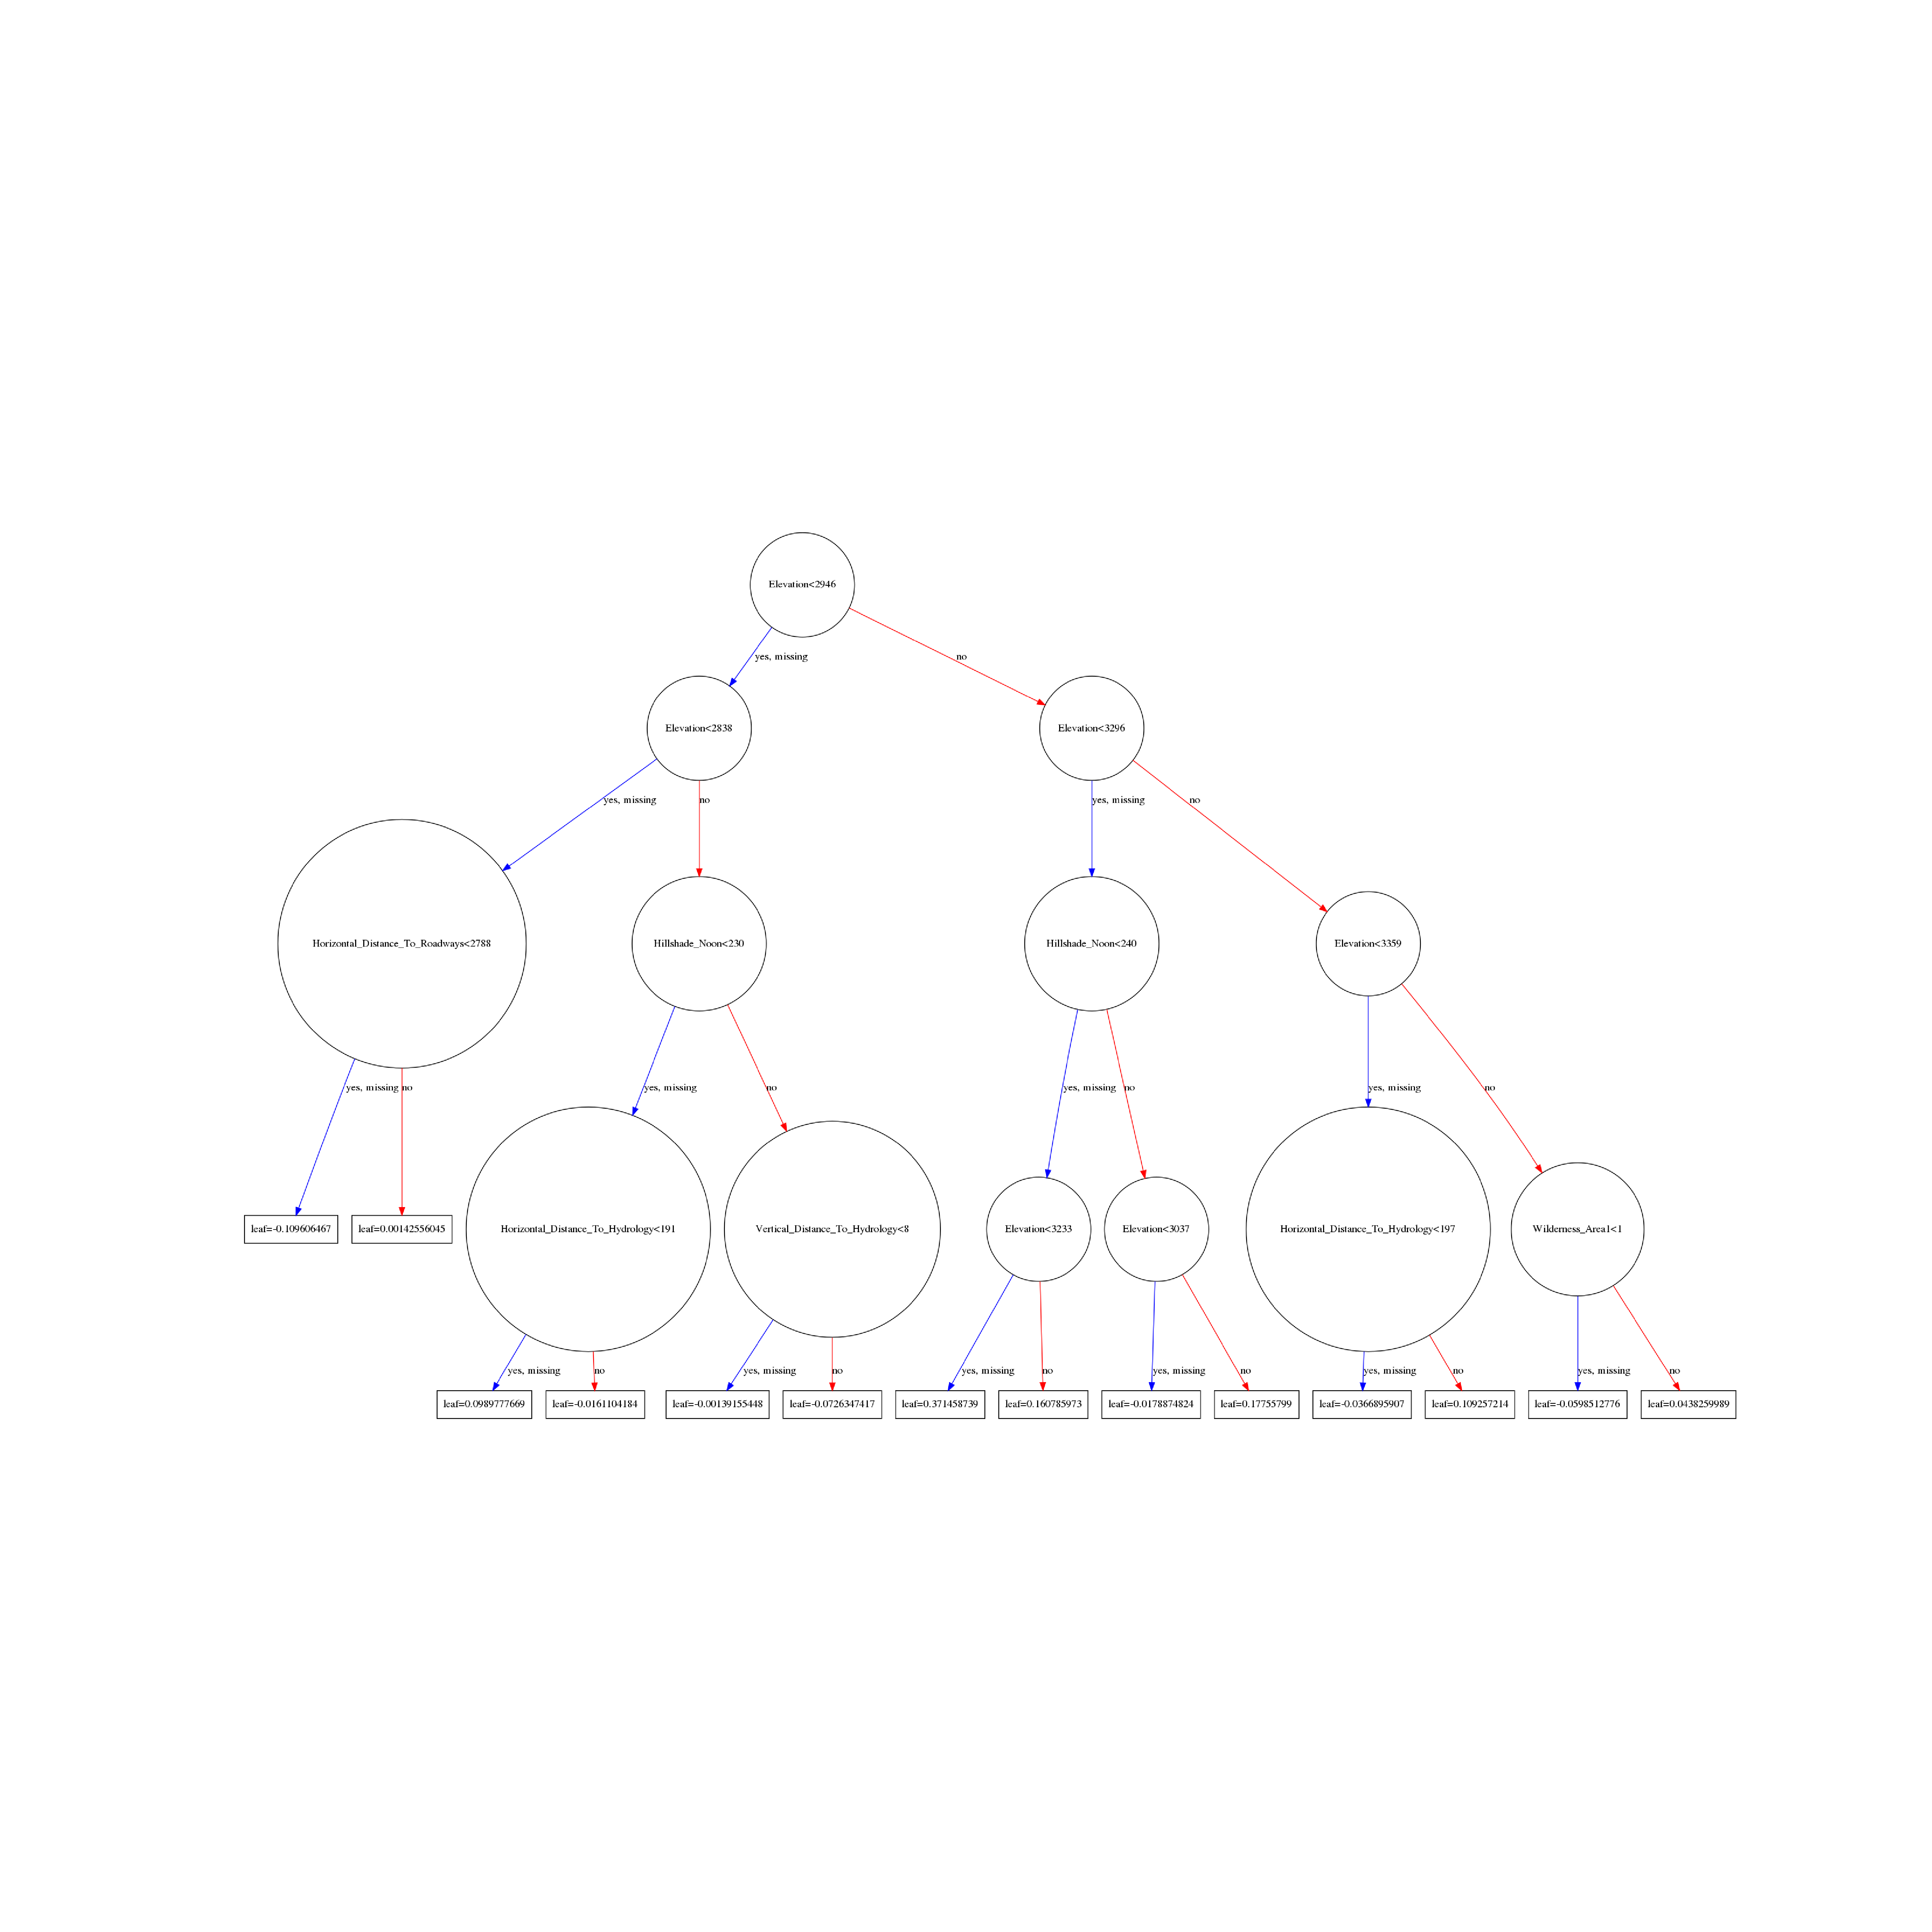 Elevation<2946
yes, missing
no
Elevation<2838
Elevation<3296
yes, missing
no
yes, missing
no
Horizontal_Distance_To_Roadways<2788
Hillshade_Noon<230
Hillshade_Noon<240
Elevation<3359
yes, missing
no
yes, missing
no
yes, missing
no
yes, missing
no
leaf=-0.109606467
leaf=0.00142556045
Horizontal_Distance_To_Hydrology<191
Vertical_Distance_To_Hydrology<8
Elevation<3233
Elevation<3037
Horizontal_Distance_To_Hydrology<197
Wilderness_Area1<1
yes, missing
no
yes, missing
no
yes, missing
no
yes, missing
no
yes, missing
no
yes, missing
no
leaf=0.0989777669
leaf=-0.0161104184
leaf=-0.00139155448
leaf=-0.0726347417
leaf=0.371458739
leaf=0.160785973
leaf=-0.0178874824
leaf=0.17755799
leaf=-0.0366895907
leaf=0.109257214
leaf=-0.0598512776
leaf=0.0438259989